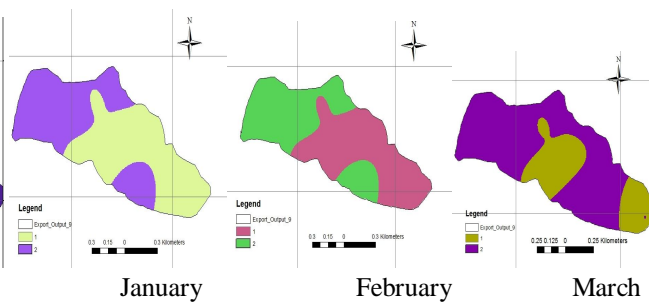 N
Legend
Export_Output_9
1
2
0.3 0.15 0 0.3 Kilometers
January
N
Legend
Export_Output_9
1
2
0.3 0.15 0 0.3 Kilometers
February
N
Legend
Export_Output_9
1
2
0.25 0.125 0 0.25 Kilometers
March